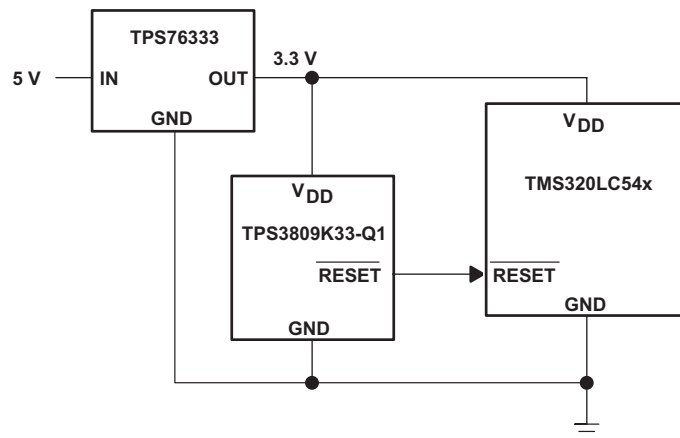 TPS76333
3.3 V
5 V
IN
OUT
GND
VDD
TMS320LC54x
VDD
TPS3809K33-Q1
RESET
RESET
GND
GND